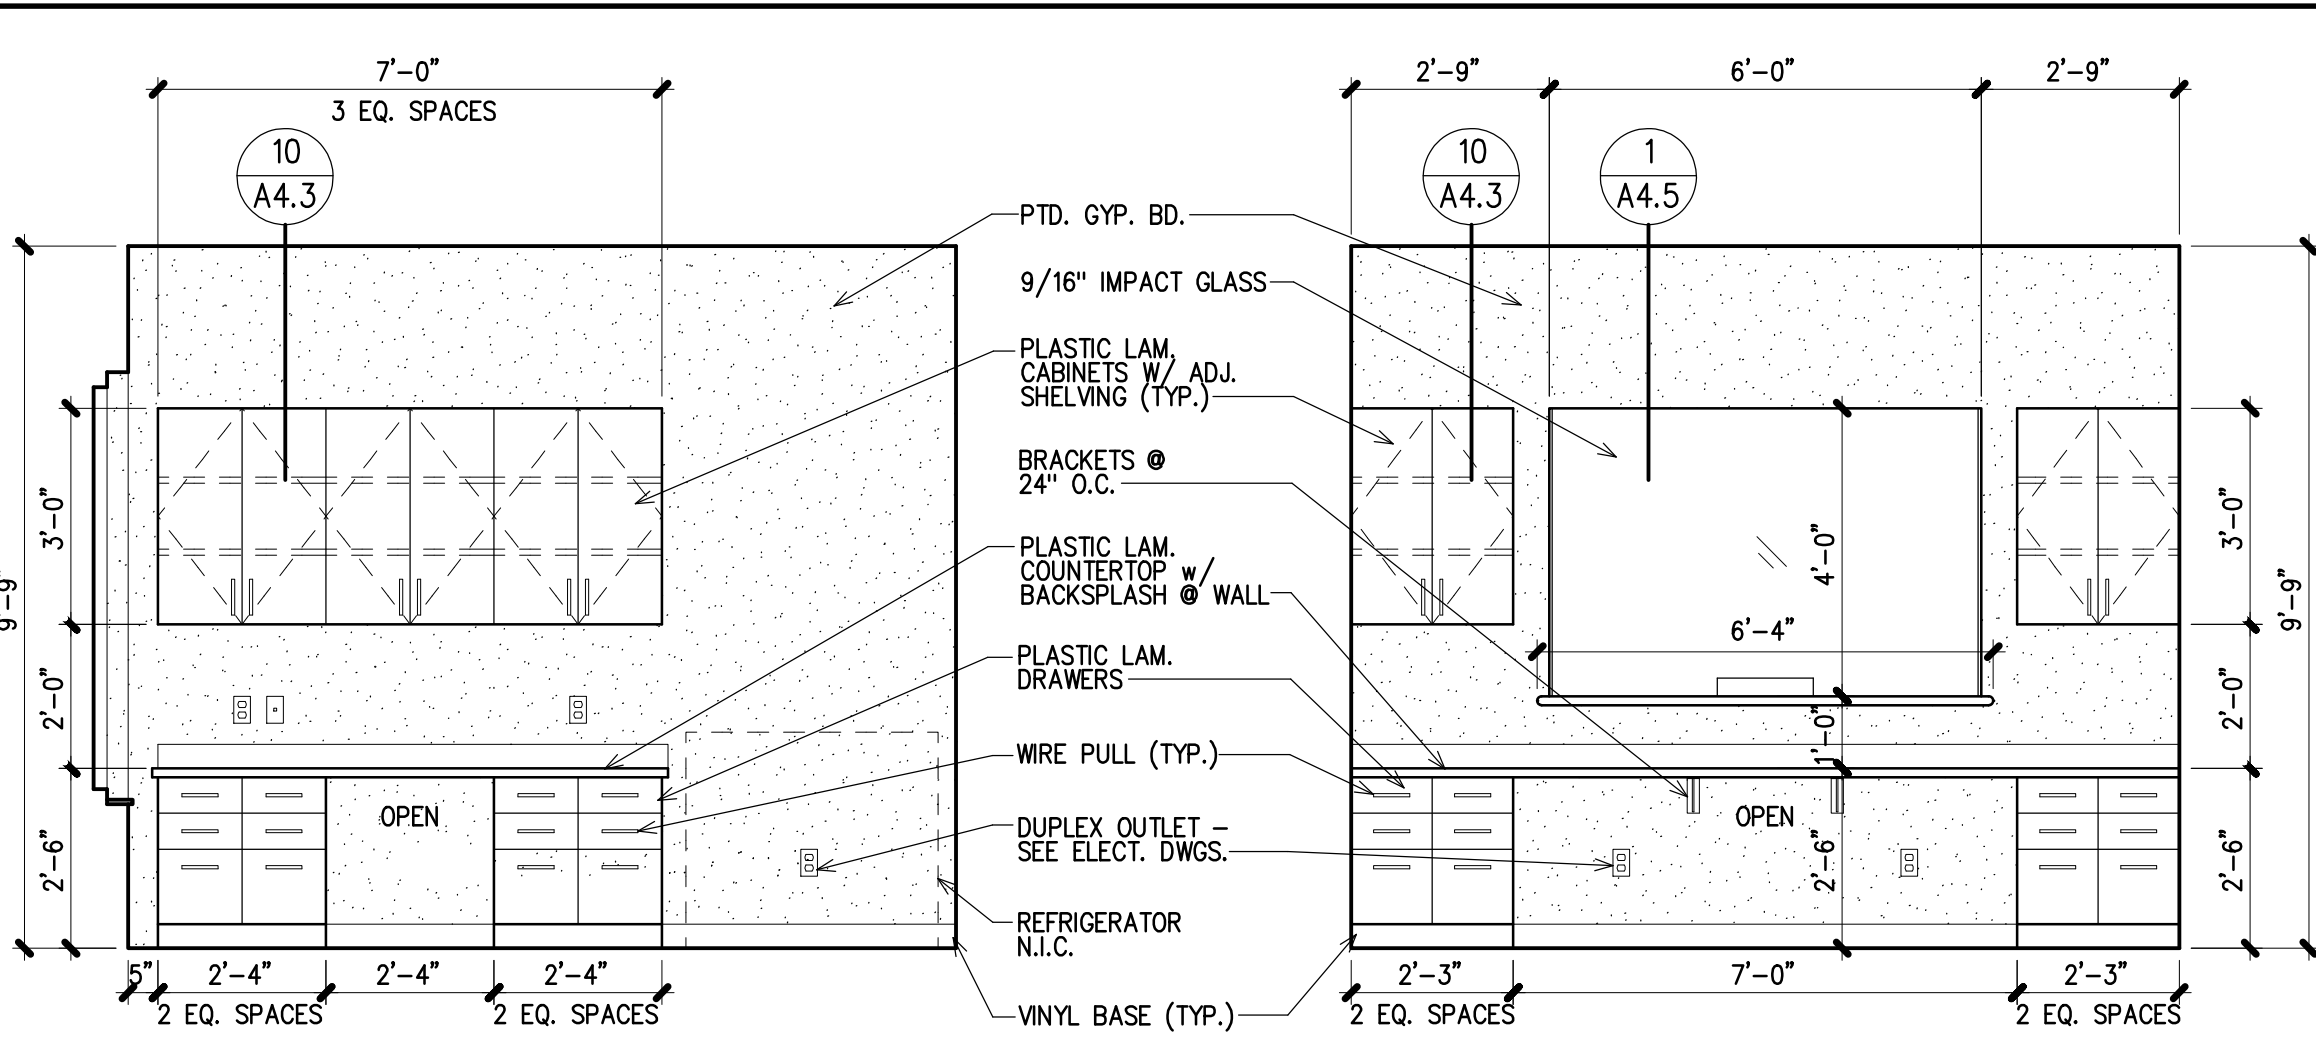 7'-0"
3 EQ. SPACES
10
A4.3
9'-9"
3'-0"
2'-0"
2'-6"
OPEN
5"
2'-4"
2'-4"
2'-4"
2 EQ. SPACES
2 EQ. SPACES
PTD. GYP. BD.
9/16" IMPACT GLASS
PLASTIC LAM.
CABINETS W/ ADJ.
SHELVING (TYP.)
BRACKETS @
24" O.C.
PLASTIC LAM.
COUNTERTOP w/
BACKSPLASH @ WALL
PLASTIC LAM.
DRAWERS
WIRE PULL (TYP.)
DUPLEX OUTLET –
SEE ELECT. DWGS.
REFRIGERATOR
N.I.C.
VINYL BASE (TYP.)
2'-9"
6'-0"
2'-9"
10
A4.3
1
A4.5
4'-0"
6'-4"
1'-0"
OPEN
2'-6"
3'-0"
2'-0"
2'-6"
9'-9"
2'-3"
7'-0"
2'-3"
2 EQ. SPACES
2 EQ. SPACES